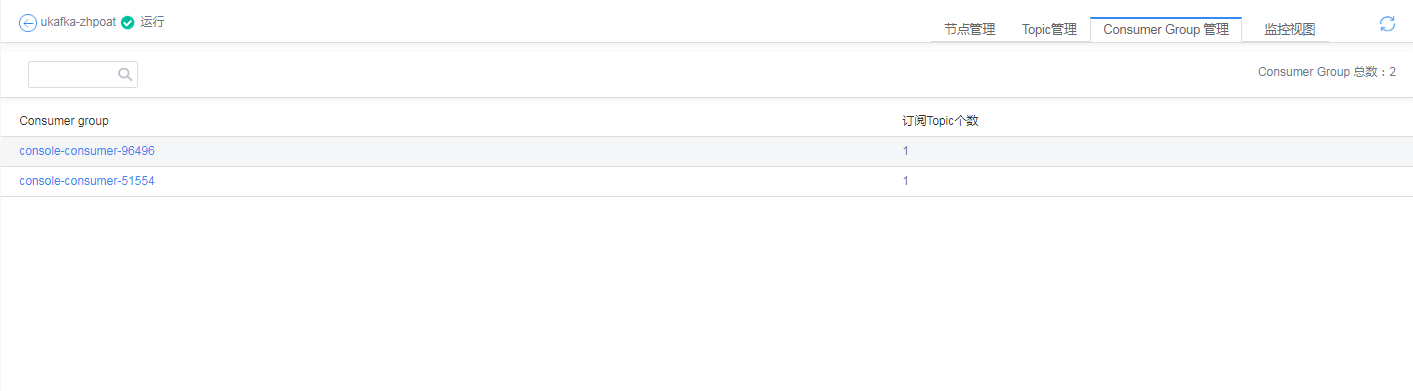 ukafka-zhpoat 运行
节点管理 Topic管理 Consumer Group 管理 监控视图
Consumer Group 总数：2
Consumer group 订阅Topic个数
console-consumer-96496 1
console-consumer-51554 1